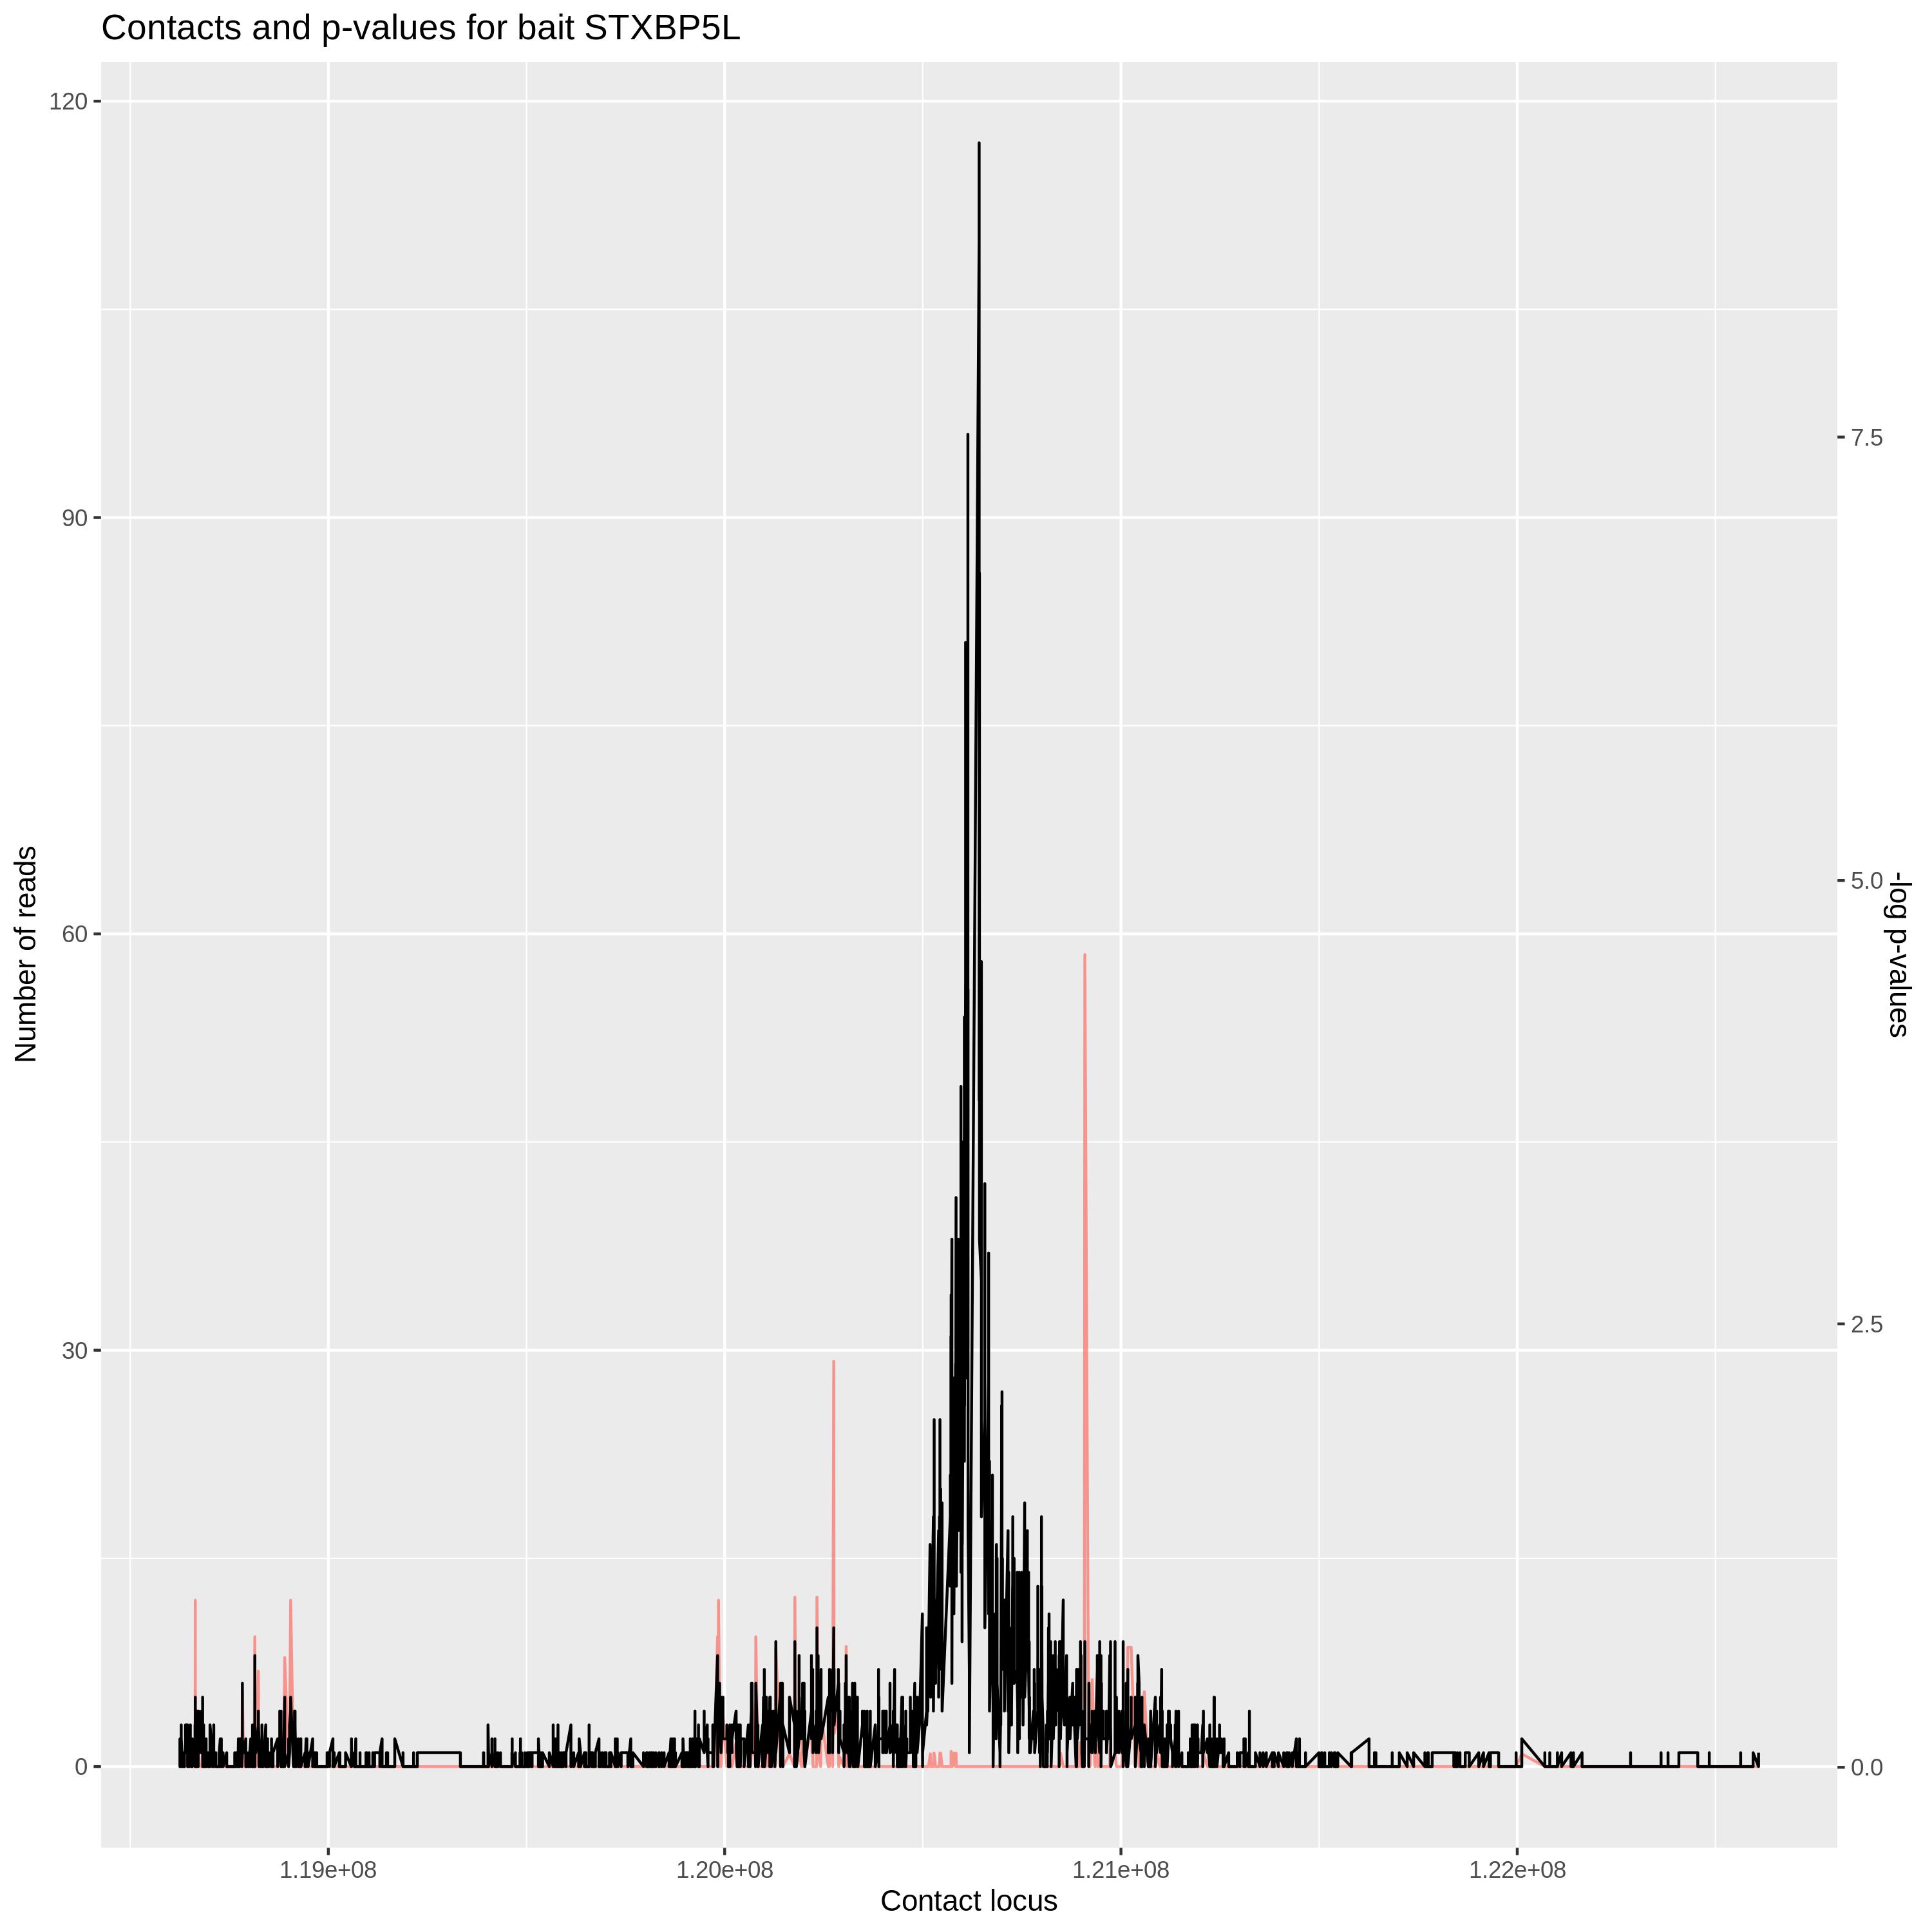 Contacts and p-values for bait STXBP5L
120
90
60
30
0
Number of reads
7.5
5.0
2.5
0.0
-log p-values
1.19e+08
1.20e+08
1.21e+08
1.22e+08
Contact locus